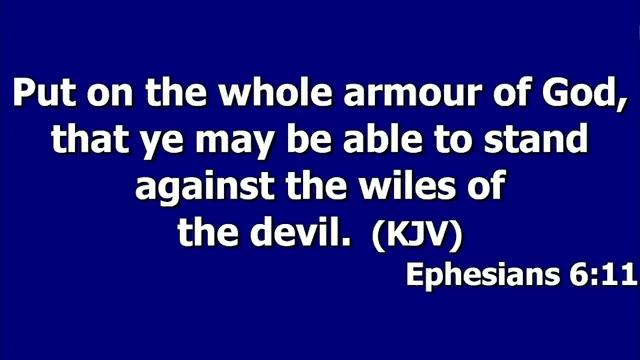 Put on the whole armour of God,
that ye may be able to stand
against the wiles of
the devil. (KJV)
Ephesians 6:11